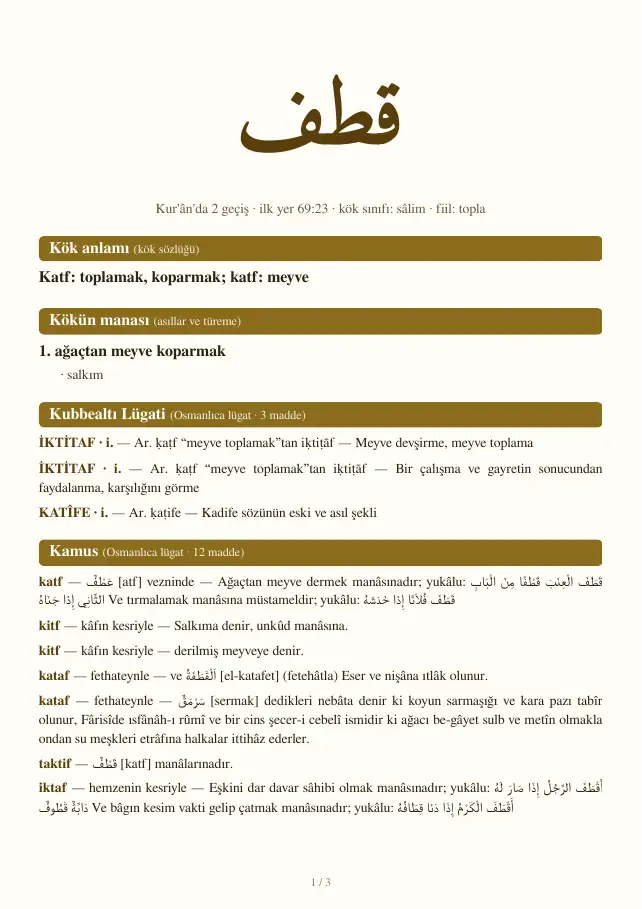 قطف
Kur'ân'da 2 geçiş · ilk yer 69:23 · kök sınıfı: sâlim · fiil: topla
Kök anlamı (kök sözlüğü)
Katf: toplamak, koparmak; katf: meyve
Kökün manası (asıllar ve türeme)
1. ağaçtan meyve koparmak
· salkım
Kubbealtı Lügati (Osmanlıca lügat · 3 madde)
İKTİTAF · i. — Ar. ḳaṭf “meyve toplamak”tan iḳtiṭāf — Meyve devşirme, meyve toplama
İKTİTAF · i. — Ar. ḳaṭf “meyve toplamak”tan iḳtiṭāf — Bir çalışma ve gayretin sonucundan
faydalanma, karşılığını görme
KATÎFE · i. — Ar. ḳaṭife — Kadife sözünün eski ve asıl şekli
Kamus (Osmanlıca lügat · 12 madde)
katf — عَطْفٌ [atf] vezninde — Ağaçtan meyve dermek manâsınadır; yukâlu: قَطَفَ الْعِنَبَ قَطْفًا مِنَ الْبَابِ
الثَّانِي إِذَا جَنَاهُ Ve tırmalamak manâsına müstameldir; yukâlu: قَطَفَ فُلَانًا إِذَا خَدَشَهُ
kitf — kâfın kesriyle — Salkıma denir, unkûd manâsına.
kitf — kâfın kesriyle — derilmiş meyveye denir.
kataf — fethateynle — ve اَلْقَطَفَةُ [el-katafet] (fetehâtla) Eser ve nişâna ıtlâk olunur.
kataf — fethateynle — سَرْمَقٌ [sermak] dedikleri nebâta denir ki koyun sarmaşığı ve kara pazı tabîr
olunur, Fârisîde ısfânâh-ı rûmî ve bir cins şecer-i cebelî ismidir ki ağacı be-gâyet sulb ve metîn olmakla
ondan su meşkleri etrâfına halkalar ittihâz ederler.
taktif — قَطْفٌ [katf] manâlarınadır.
iktaf — hemzenin kesriyle — Eşkini dar davar sâhibi olmak manâsınadır; yukâlu: أَقْطَفَ الرَّجُلُ إِذَا صَارَ لَهُ
دَابَّةٌ قَطُوفٌ Ve bâgın kesim vakti gelip çatmak manâsınadır; yukâlu: أَقْطَفَ الْكَرْمُ إِذَا دَنَا قِطَافُهُ
1 / 3